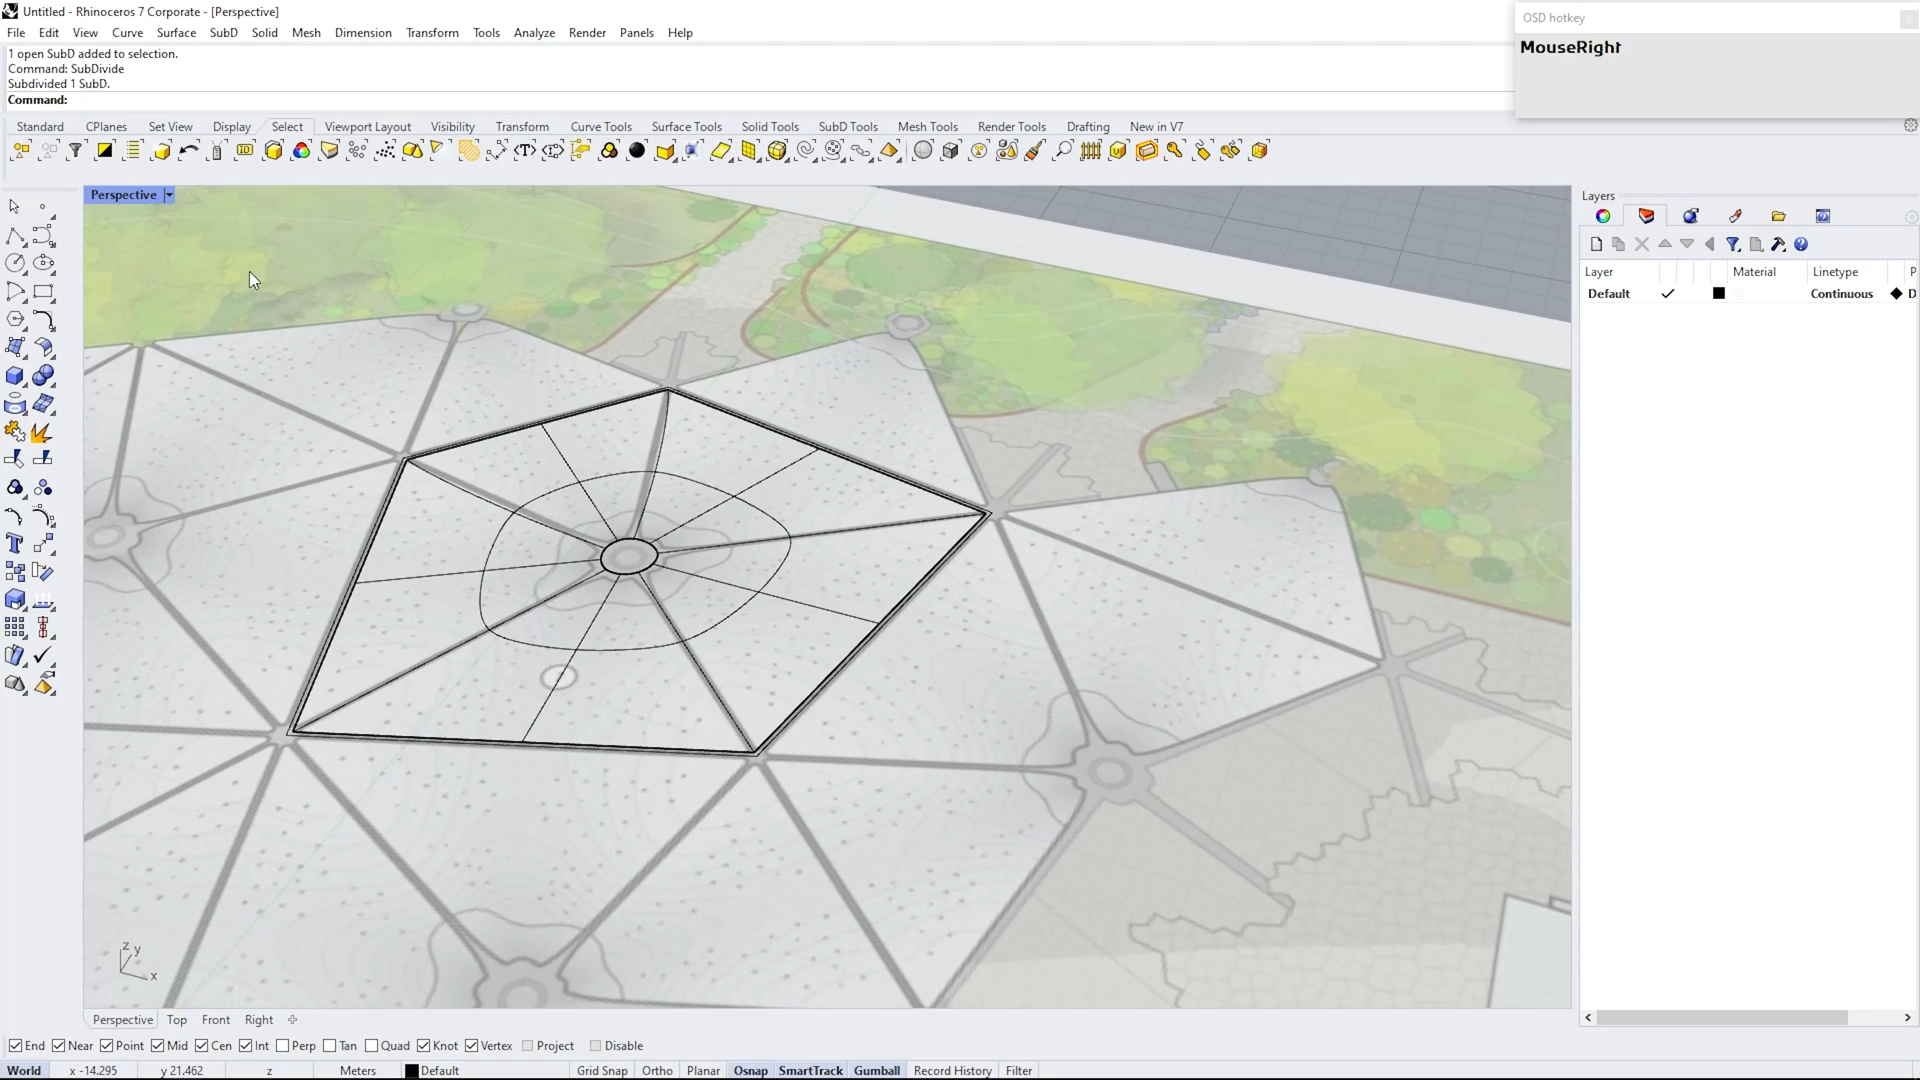 Untitled - Rhinoceros 7 Corporate - [Perspective]
OSD hotkey
MouseRight
File Edit View Curve Surface SubD Solid Mesh Dimension Transform Tools Analyze Render Panels Help
1 open SubD added to selection.
Command: SubDivide
Subdivided 1 SubD.
Command:
Standard CPlanes Set View Display Select Viewport Layout Visibility Transform Curve Tools Surface Tools Solid Tools SubD Tools Mesh Tools Render Tools Drafting New in V7
Perspective
Layers
Layer Material Linetype P
Default Continuous D
z y
x
Perspective Top Front Right
End Near Point Mid Cen Int Perp Tan Quad Knot Vertex Project Disable
World x -14.295 y 21.462 z Meters Default Grid Snap Ortho Planar Osnap SmartTrack Gumball Record History Filter